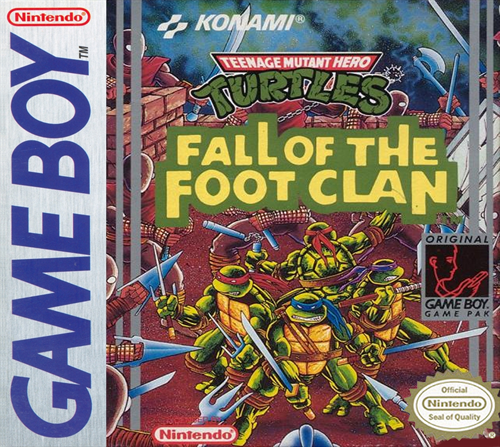 Nintendo
GAME BOY
TM
KONAMI®
TEENAGE MUTANT HERO
TURTLES
FALL OF THE
FOOT CLAN
ORIGINAL
GAME BOY
GAME PAK
Official
Nintendo
Seal of Quality
Nintendo